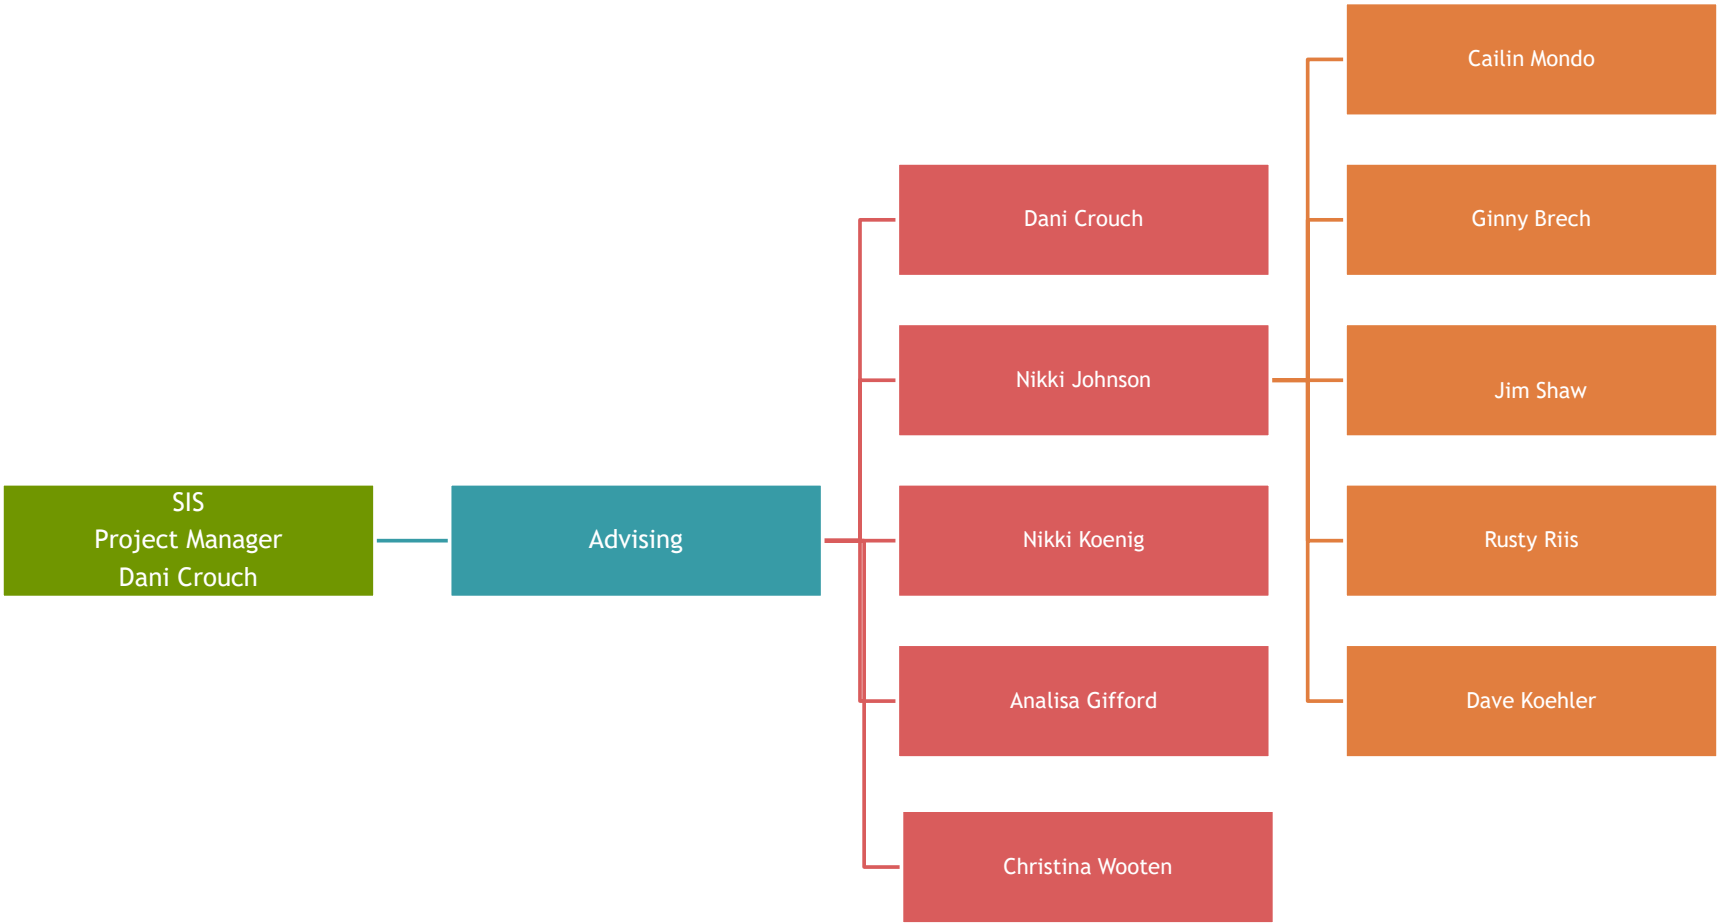 SIS
Project Manager
Dani Crouch
Advising
Dani Crouch
Nikki Johnson
Nikki Koenig
Analisa Gifford
Christina Wooten
Cailin Mondo
Ginny Brech
Jim Shaw
Rusty Riis
Dave Koehler